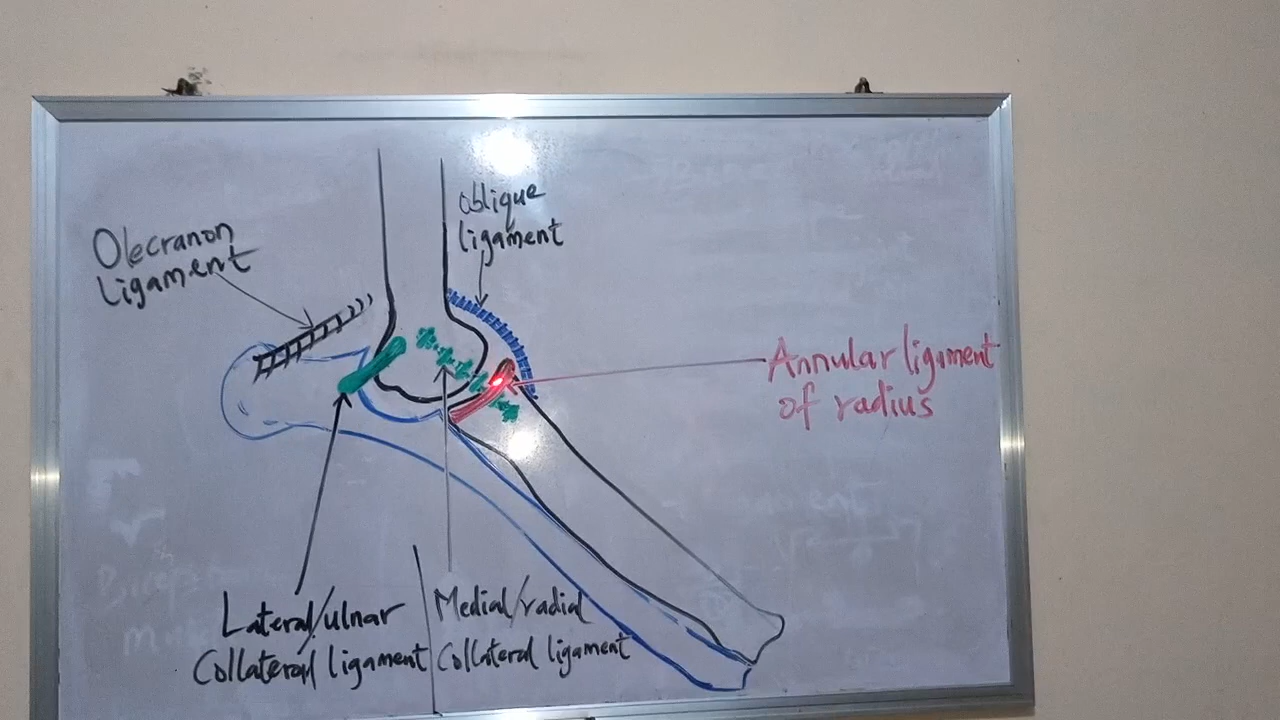 Oblique
ligament
Olecranon
Ligament
Annular ligament
of radius
Lateral/ulnar
Collateral ligament
Medial/radial
Collateral ligament